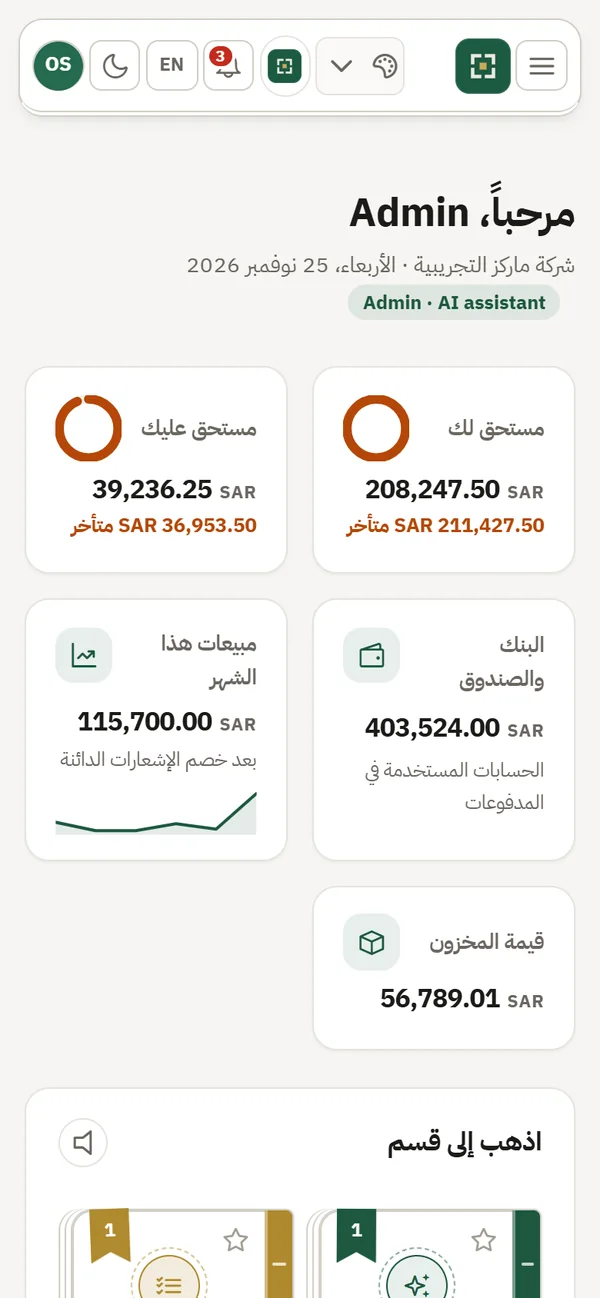 OS
EN
3
مرحباً، Admin
شركة ماركز التجريبية · الأربعاء، 25 نوفمبر 2026
Admin · AI assistant
مستحق لك
208,247.50 SAR
211,427.50 SAR متأخر
مستحق عليك
39,236.25 SAR
36,953.50 SAR متأخر
البنك
والصندوق
403,524.00 SAR
الحسابات المستخدمة في
المدفوعات
مبيعات هذا
الشهر
115,700.00 SAR
بعد خصم الإشعارات الدائنة
قيمة المخزون
56,789.01 SAR
اذهب إلى قسم
1
1